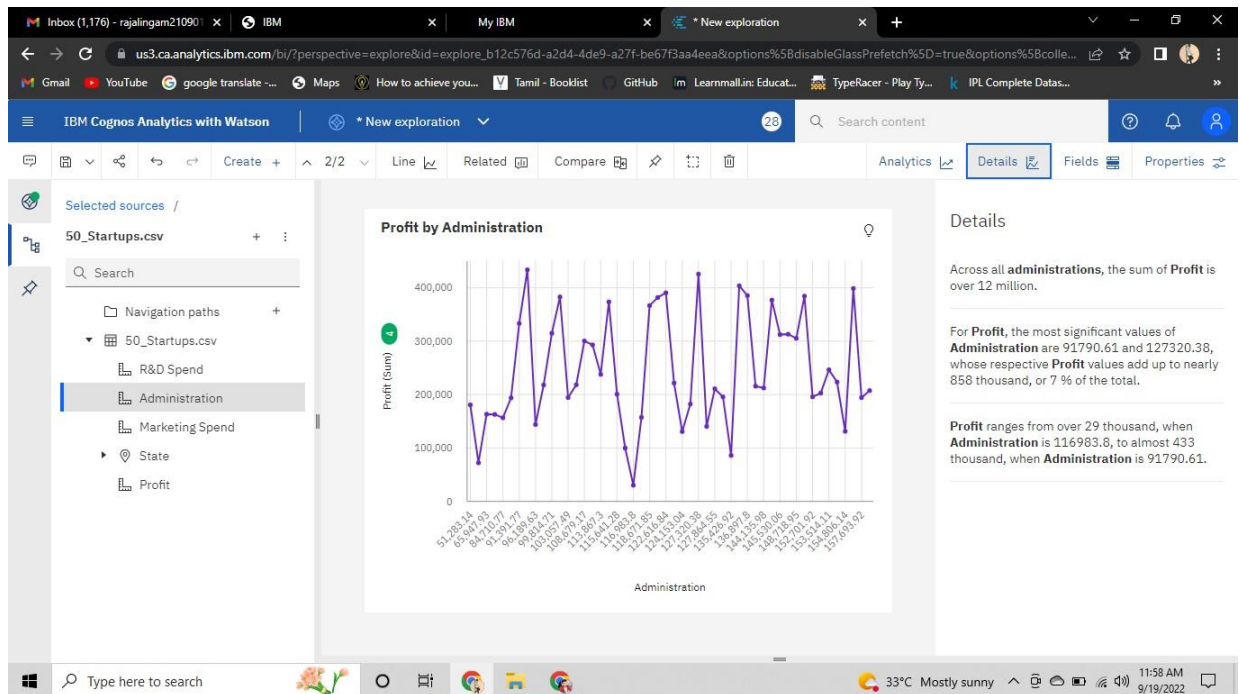 Inbox (1,176) - rajalingam210901
IBM
My IBM
* New exploration
us3.ca.analytics.ibm.com/bi/?perspective=explore&id=explore_b12c576d-a2d4-4de9-a27f-be67f3aa4eea&options%5BdisableGlassPrefetch%5D=true&options%5Bcolle...
Gmail YouTube google translate -... Maps How to achieve you... Tamil - Booklist GitHub Learnmall.in: Educat... TypeRacer - Play Ty... IPL Complete Datas... »
IBM Cognos Analytics with Watson
* New exploration
28
Search content
Create +
2/2
Line
Related
Compare
Analytics
Details
Fields
Properties
Selected sources /
50_Startups.csv
Search
Navigation paths
50_Startups.csv
R&D Spend
Administration
Marketing Spend
State
Profit
Profit by Administration
4
Profit (Sum)
400,000
300,000
200,000
100,000
0
51,283.14
65,947.93
84,710.77
91,391.77
96,189.63
99,814.71
103,057.49
108,679.17
113,867.3
115,641.28
116,983.8
118,671.85
122,616.84
124,153.04
127,320.38
127,864.55
135,426.92
136,897.8
144,135.98
145,530.06
148,718.95
152,701.92
153,514.11
154,806.14
157,693.92
Administration
Details
Across all administrations, the sum of Profit is
over 12 million.
For Profit, the most significant values of
Administration are 91790.61 and 127320.38,
whose respective Profit values add up to nearly
858 thousand, or 7 % of the total.
Profit ranges from over 29 thousand, when
Administration is 116983.8, to almost 433
thousand, when Administration is 91790.61.
Type here to search
33°C Mostly sunny
11:58 AM
9/19/2022